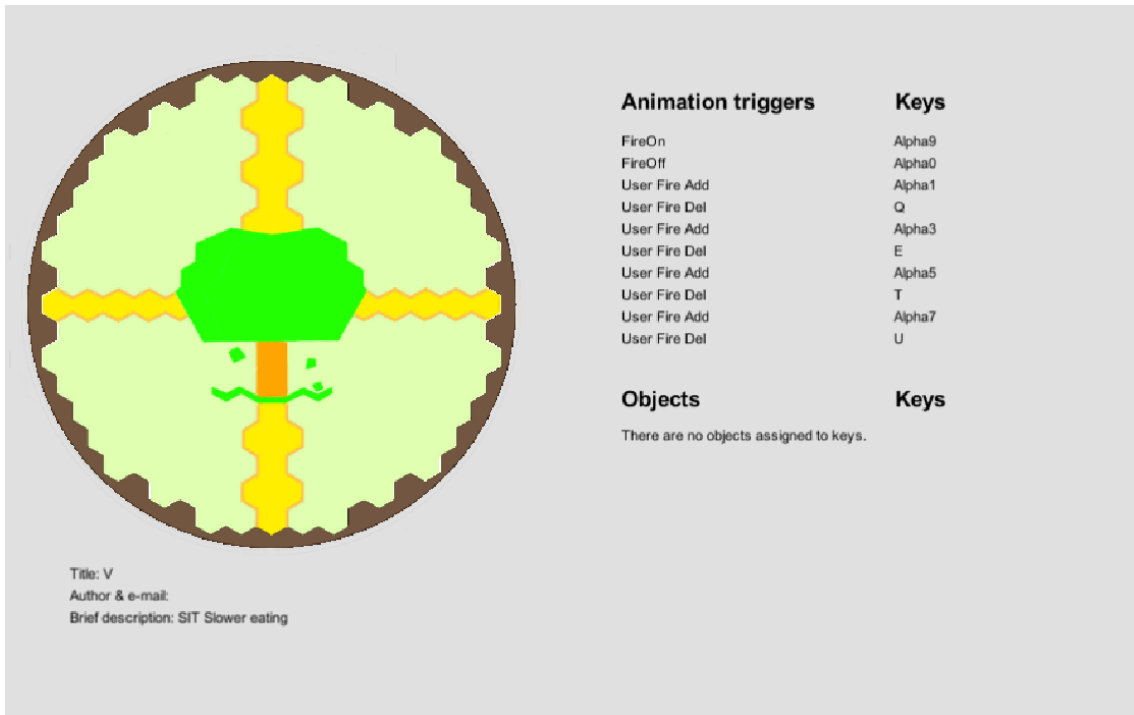 Animation triggers Keys
FireOn Alpha9
FireOff Alpha0
User Fire Add Alpha1
User Fire Del Q
User Fire Add Alpha3
User Fire Del E
User Fire Add Alpha5
User Fire Del T
User Fire Add Alpha7
User Fire Del U
Objects Keys
There are no objects assigned to keys.
Title: V
Author & e-mail:
Brief description: SIT Slower eating